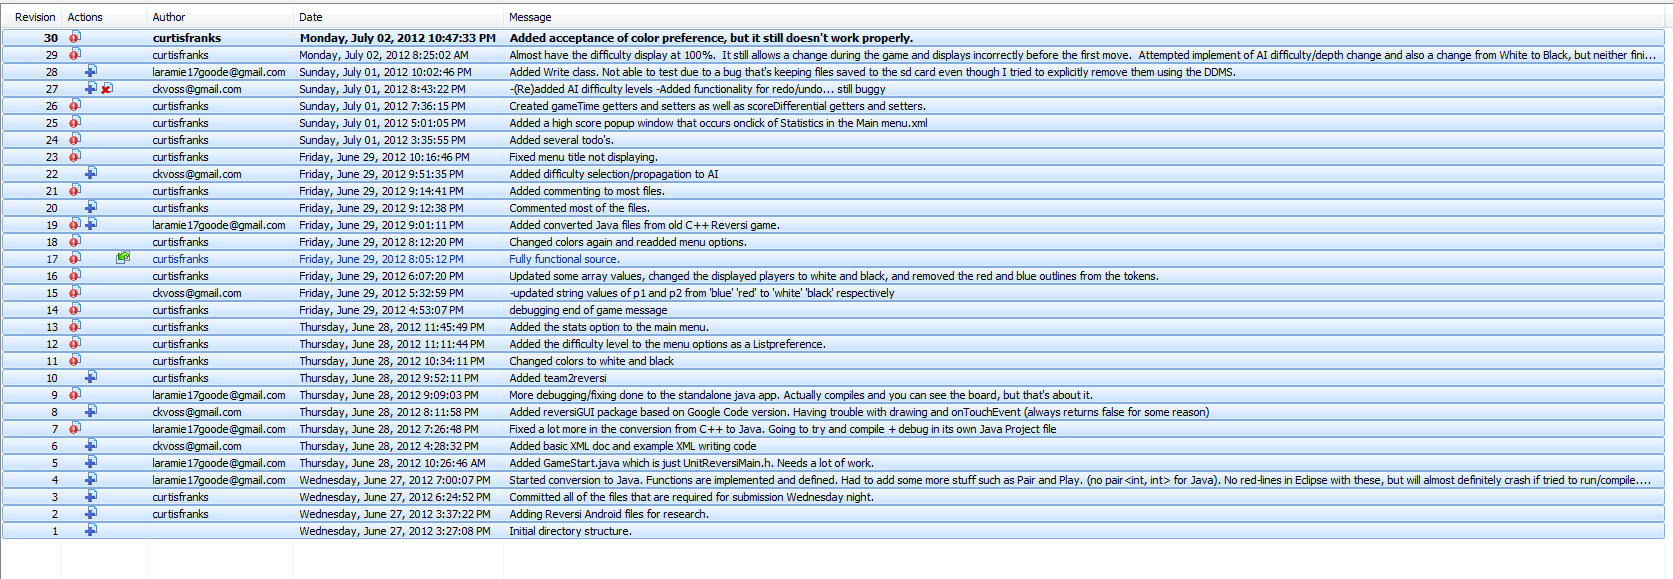 Revision Actions Author Date Message
30 curtisfranks Monday, July 02, 2012 10:47:33 PM Added acceptance of color preference, but it still doesn't work properly.
29 curtisfranks Monday, July 02, 2012 8:25:02 AM Almost have the difficulty display at 100%. It still allows a change during the game and displays incorrectly before the first move. Attempted implement of AI difficulty/depth change and also a change from White to Black, but neither fini...
28 laramie17goode@gmail.com Sunday, July 01, 2012 10:02:46 PM Added Write class. Not able to test due to a bug that's keeping files saved to the sd card even though I tried to explicitly remove them using the DDMS.
27 ckvoss@gmail.com Sunday, July 01, 2012 8:43:22 PM -(Re)added AI difficulty levels -Added functionality for redo/undo... still buggy
26 curtisfranks Sunday, July 01, 2012 7:36:15 PM Created gameTime getters and setters as well as scoreDifferential getters and setters.
25 curtisfranks Sunday, July 01, 2012 5:01:05 PM Added a high score popup window that occurs onclick of Statistics in the Main menu.xml
24 curtisfranks Sunday, July 01, 2012 3:35:55 PM Added several todo's.
23 curtisfranks Friday, June 29, 2012 10:16:46 PM Fixed menu title not displaying.
22 ckvoss@gmail.com Friday, June 29, 2012 9:51:35 PM Added difficulty selection/propagation to AI
21 curtisfranks Friday, June 29, 2012 9:14:41 PM Added commenting to most files.
20 curtisfranks Friday, June 29, 2012 9:12:38 PM Commented most of the files.
19 laramie17goode@gmail.com Friday, June 29, 2012 9:01:11 PM Added converted Java files from old C++ Reversi game.
18 curtisfranks Friday, June 29, 2012 8:12:20 PM Changed colors again and readded menu options.
17 curtisfranks Friday, June 29, 2012 8:05:12 PM Fully functional source.
16 curtisfranks Friday, June 29, 2012 6:07:20 PM Updated some array values, changed the displayed players to white and black, and removed the red and blue outlines from the tokens.
15 ckvoss@gmail.com Friday, June 29, 2012 5:32:59 PM -updated string values of p1 and p2 from 'blue' 'red' to 'white' 'black' respectively
14 curtisfranks Friday, June 29, 2012 4:53:07 PM debugging end of game message
13 curtisfranks Thursday, June 28, 2012 11:45:49 PM Added the stats option to the main menu.
12 curtisfranks Thursday, June 28, 2012 11:11:44 PM Added the difficulty level to the menu options as a Listpreference.
11 curtisfranks Thursday, June 28, 2012 10:34:11 PM Changed colors to white and black
10 curtisfranks Thursday, June 28, 2012 9:52:11 PM Added team2reversi
9 laramie17goode@gmail.com Thursday, June 28, 2012 9:09:03 PM More debugging/fixing done to the standalone java app. Actually compiles and you can see the board, but that's about it.
8 ckvoss@gmail.com Thursday, June 28, 2012 8:11:58 PM Added reversiGUI package based on Google Code version. Having trouble with drawing and onTouchEvent (always returns false for some reason)
7 laramie17goode@gmail.com Thursday, June 28, 2012 7:26:48 PM Fixed a lot more in the conversion from C++ to Java. Going to try and compile + debug in its own Java Project file
6 ckvoss@gmail.com Thursday, June 28, 2012 4:28:32 PM Added basic XML doc and example XML writing code
5 laramie17goode@gmail.com Thursday, June 28, 2012 10:26:46 AM Added GameStart.java which is just UnitReversiMain.h. Needs a lot of work.
4 laramie17goode@gmail.com Wednesday, June 27, 2012 7:00:07 PM Started conversion to Java. Functions are implemented and defined. Had to add some more stuff such as Pair and Play. (no pair<int, int> for Java). No red-lines in Eclipse with these, but will almost definitely crash if tried to run/compile....
3 curtisfranks Wednesday, June 27, 2012 6:24:52 PM Committed all of the files that are required for submission Wednesday night.
2 curtisfranks Wednesday, June 27, 2012 3:37:22 PM Adding Reversi Android files for research.
1 Wednesday, June 27, 2012 3:27:08 PM Initial directory structure.